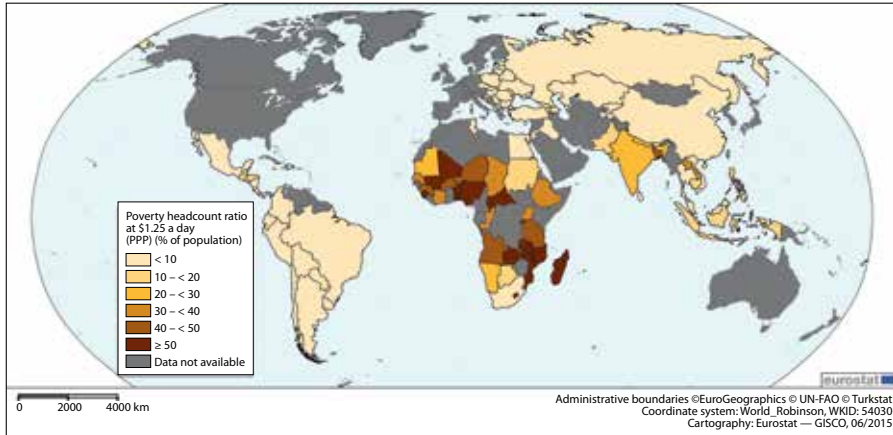 Poverty headcount ratio
at $1.25 a day
(PPP) (% of population)
< 10
10 – < 20
20 – < 30
30 – < 40
40 – < 50
≥ 50
Data not available
eurostat
0 2000 4000 km
Administrative boundaries ©EuroGeographics © UN-FAO © Turkstat
Coordinate system: World_Robinson, WKID: 54030
Cartography: Eurostat — GISCO, 06/2015